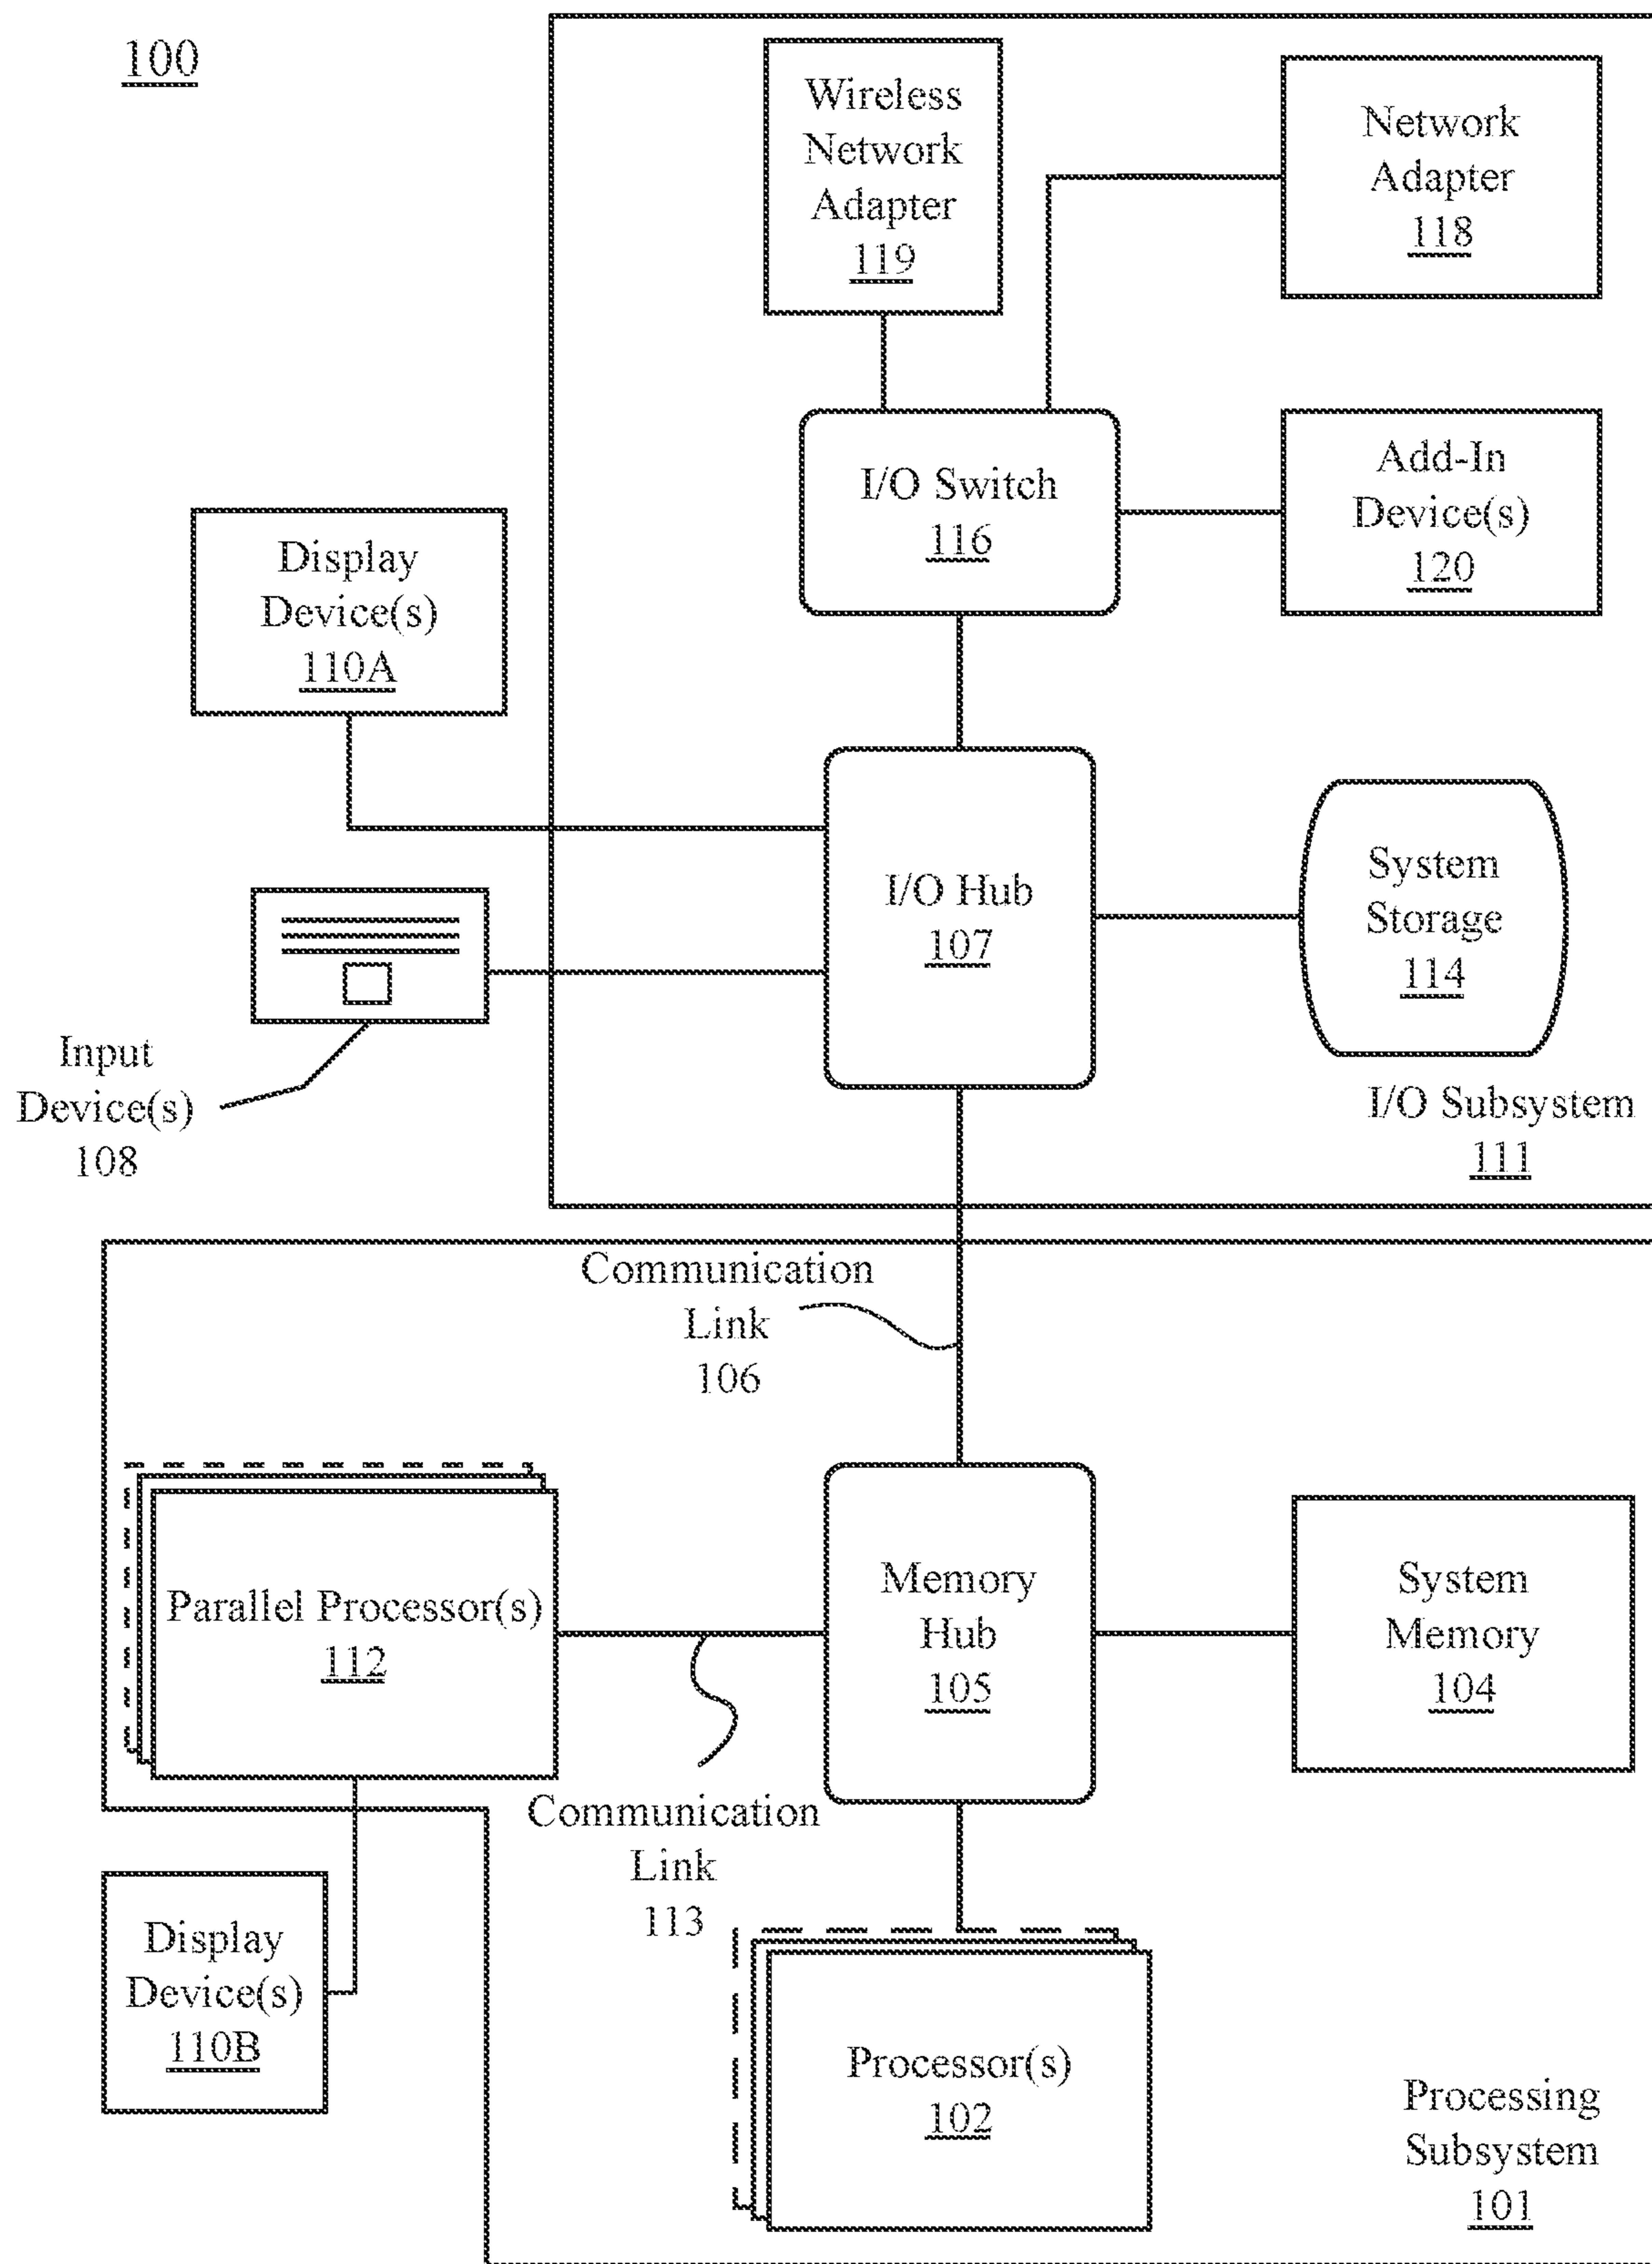 100
Wireless
Network
Adapter
119
Network
Adapter
118
I/O Switch
116
Add-In
Device(s)
120
Display
Device(s)
110A
I/O Hub
107
System
Storage
114
Input
Device(s)
108
I/O Subsystem
111
Communication
Link
106
Parallel Processor(s)
112
Memory
Hub
105
System
Memory
104
Communication
Link
113
Display
Device(s)
110B
Processor(s)
102
Processing
Subsystem
101